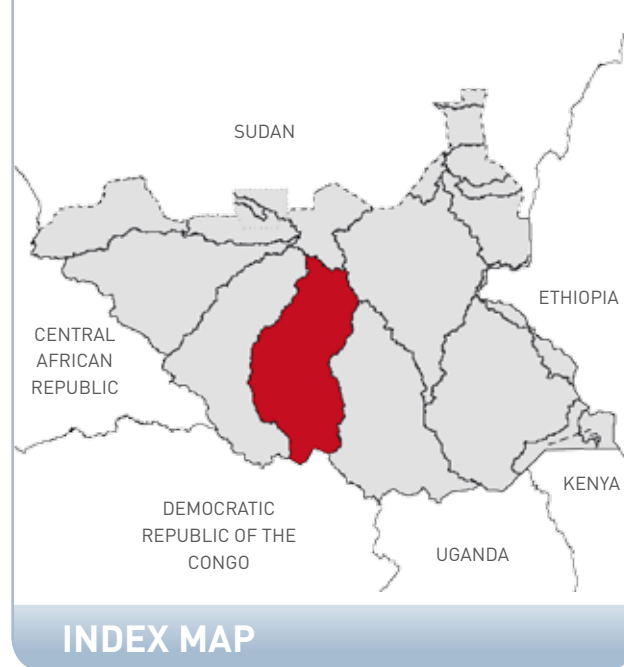 SUDAN
ETHIOPIA
CENTRAL
AFRICAN
REPUBLIC
KENYA
DEMOCRATIC
REPUBLIC OF THE
CONGO
UGANDA
INDEX MAP